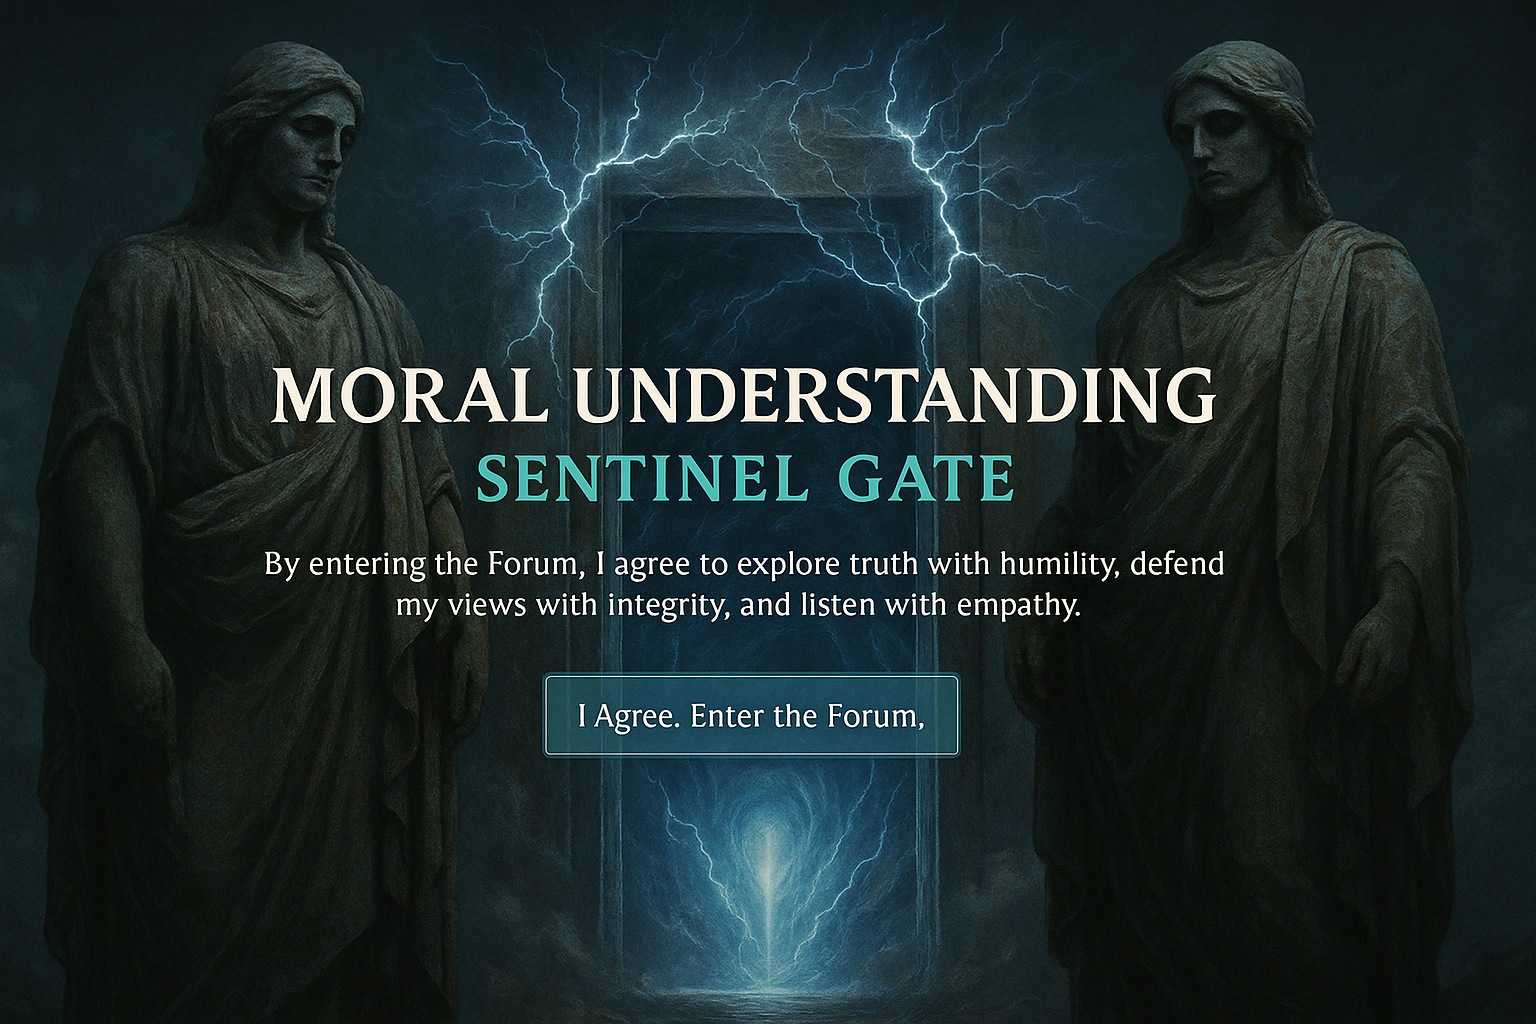 MORAL UNDERSTANDING
SENTINEL GATE
By entering the Forum, I agree to explore truth with humility, defend
my views with integrity, and listen with empathy.
I Agree. Enter the Forum,